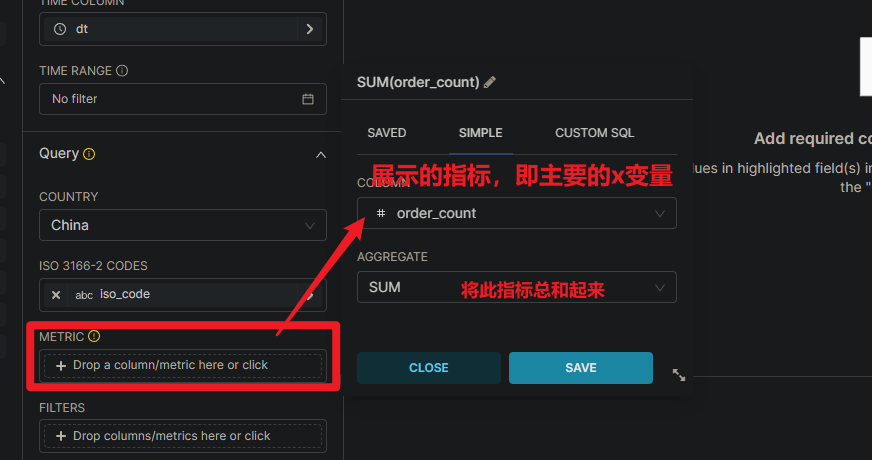 TIME COLUMN
dt
TIME RANGE
No filter
Query
COUNTRY
China
ISO 3166-2 CODES
abc iso_code
METRIC
Drop a column/metric here or click
FILTERS
Drop columns/metrics here or click
SUM(order_count)
SAVED SIMPLE CUSTOM SQL
展示的指标，即主要的x变量
COLUMN
# order_count
AGGREGATE
SUM
将此指标总和起来
CLOSE SAVE
Add required co
lues in highlighted field(s) i
the "